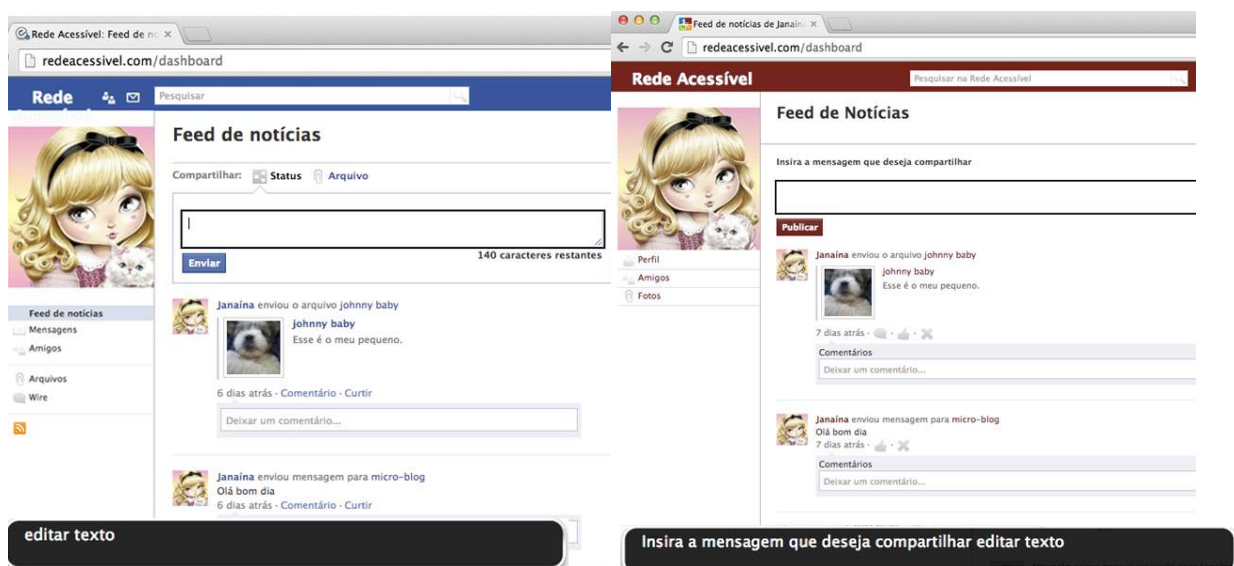 Rede Acessível: Feed de no
redeacessivel.com/dashboard
Rede
Pesquisar
Feed de notícias
Compartilhar: Status Arquivo
Enviar
140 caracteres restantes
Feed de notícias
Mensagens
Amigos
Arquivos
Wire
Janaína enviou o arquivo johnny baby
johnny baby
Esse é o meu pequeno.
6 dias atrás · Comentário · Curtir
Deixar um comentário...
Janaína enviou mensagem para micro-blog
Olá bom dia
6 dias atrás · Comentário · Curtir
editar texto
Feed de notícias de Janaín
redeacessivel.com/dashboard
Rede Acessível
Pesquisar na Rede Acessível
Feed de Notícias
Insira a mensagem que deseja compartilhar
Publicar
Perfil
Amigos
Fotos
Janaína enviou o arquivo johnny baby
johnny baby
Esse é o meu pequeno.
7 dias atrás ·
Comentários
Deixar um comentário...
Janaína enviou mensagem para micro-blog
Olá bom dia
7 dias atrás ·
Comentários
Deixar um comentário...
Insira a mensagem que deseja compartilhar editar texto